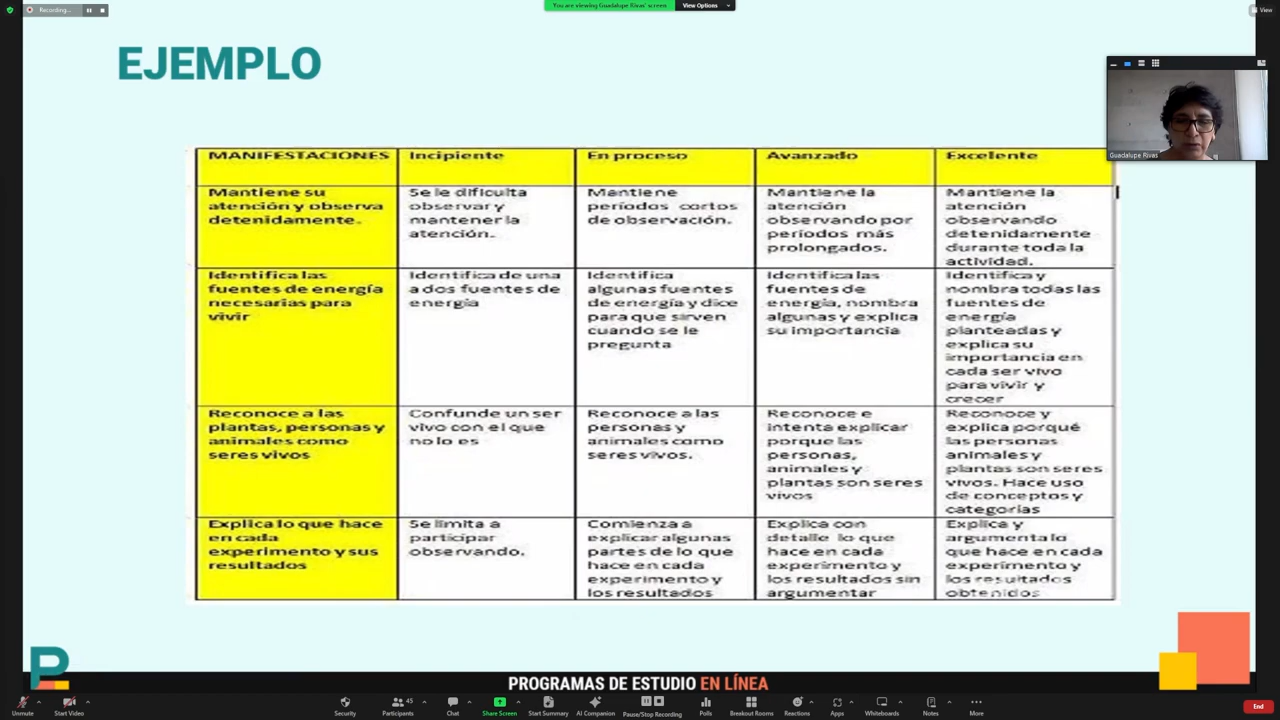 Recording...
You are viewing Guadalupe Rivas' screen
View Options
View
EJEMPLO
Guadalupe Rivas
MANIFESTACIONES
Incipiente
En proceso
Avanzado
Excelente
Mantiene su
atención y observa
detenidamente.
Se le dificulta
observar y
mantener la
atención.
Mantiene
períodos cortos
de observación.
Mantiene la
atención
observando por
períodos más
prolongados.
Mantiene la
atención
observando
detenidamente
durante toda la
actividad.
Identifica las
fuentes de energía
necesarias para
vivir
Identifica de una
a dos fuentes de
energía
Identifica
algunas fuentes
de energía y dice
para que sirven
cuando se le
pregunta
Identifica las
fuentes de
energía, nombra
algunas y explica
su importancia
Identifica y
nombra todas las
fuentes de
energía
planteadas y
explica su
importancia en
cada ser vivo
para vivir y
crecer
Reconoce a las
plantas, personas y
animales como
seres vivos
Confunde un ser
vivo con el que
no lo es
Reconoce a las
personas y
animales como
seres vivos.
Reconoce e
intenta explicar
porque las
personas,
animales y
plantas son seres
vivos
Reconoce y
explica porqué
las personas
animales y
plantas son seres
vivos. Hace uso
de conceptos y
categorías
Explica lo que hace
en cada
experimento y sus
resultados
Se limita a
participar
observando.
Comienza a
explicar algunas
partes de lo que
hace en cada
experimento y
los resultados
Explica con
detalle lo que
hace en cada
experimento y
los resultados sin
argumentar
Explica y
argumenta lo
que hace en cada
experimento y
los resultados
obtenidos
P
PROGRAMAS DE ESTUDIO EN LÍNEA
Unmute
Start Video
Security
Participants
45
Chat
Share Screen
Start Summary
AI Companion
Pause/Stop Recording
Polls
Breakout Rooms
Reactions
Apps
Whiteboards
Notes
More
End